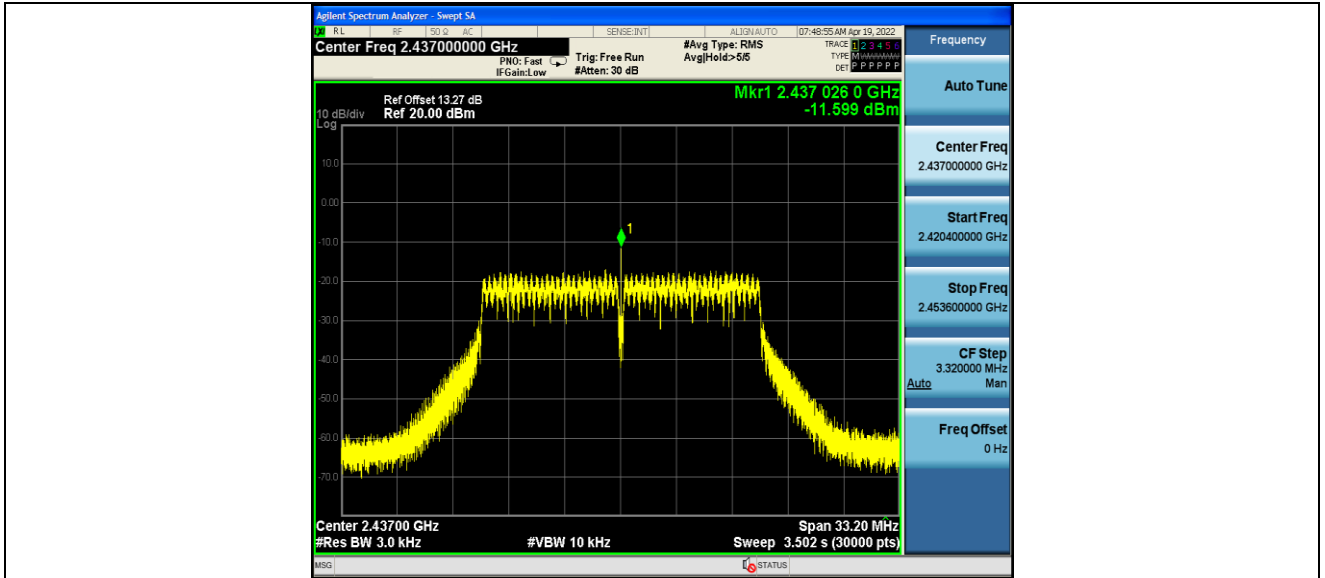 Agilent Spectrum Analyzer - Swept SA
RL RF 50 Ω AC SENSE:INT ALIGN AUTO 07:48:55 AM Apr 19, 2022
Center Freq 2.437000000 GHz
PNO: Fast
IFGain:Low
Trig: Free Run
#Atten: 30 dB
#Avg Type: RMS
Avg|Hold>5/5
TRACE 1 2 3 4 5 6
TYPE M
DET P P P P P P
Mkr1 2.437 026 0 GHz
-11.599 dBm
Ref Offset 13.27 dB
10 dB/div Ref 20.00 dBm
Log
10.0
0.00
-10.0
-20.0
-30.0
-40.0
-50.0
-60.0
-70.0
1
Center 2.43700 GHz Span 33.20 MHz
#Res BW 3.0 kHz #VBW 10 kHz Sweep 3.502 s (30000 pts)
MSG STATUS
Frequency
Auto Tune
Center Freq
2.437000000 GHz
Start Freq
2.420400000 GHz
Stop Freq
2.453600000 GHz
CF Step
3.320000 MHz
Auto Man
Freq Offset
0 Hz